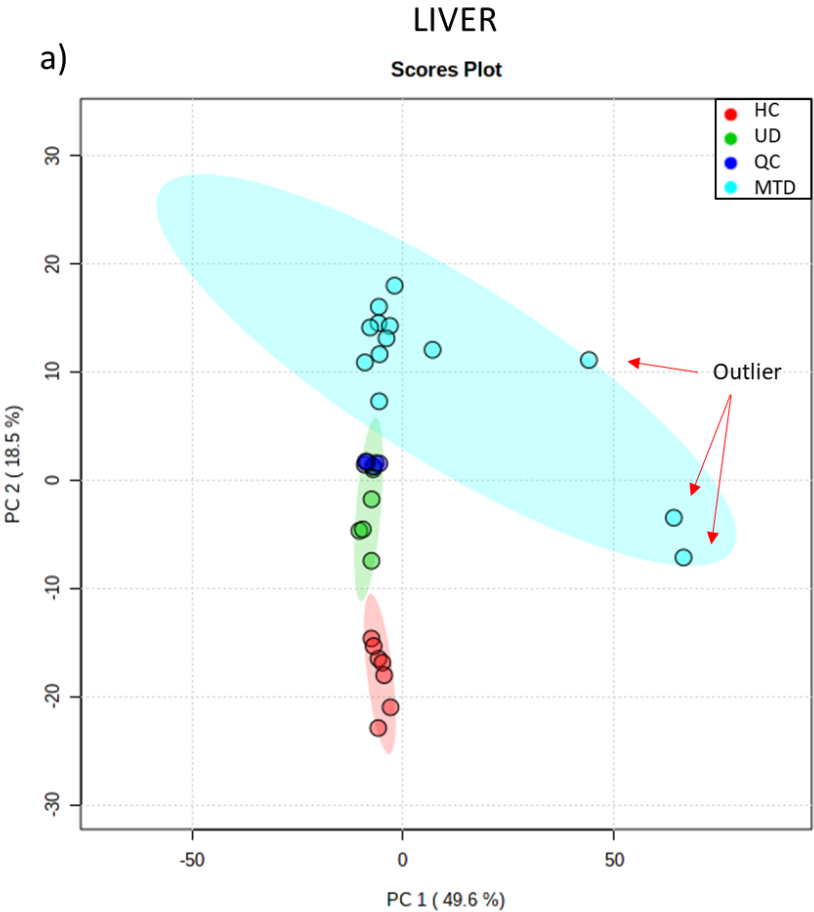 LIVER
a)
Scores Plot
HC
UD
QC
MTD
30
20
10
0
-10
-20
-30
PC 2 ( 18.5 %)
Outlier
-50
0
50
PC 1 ( 49.6 %)